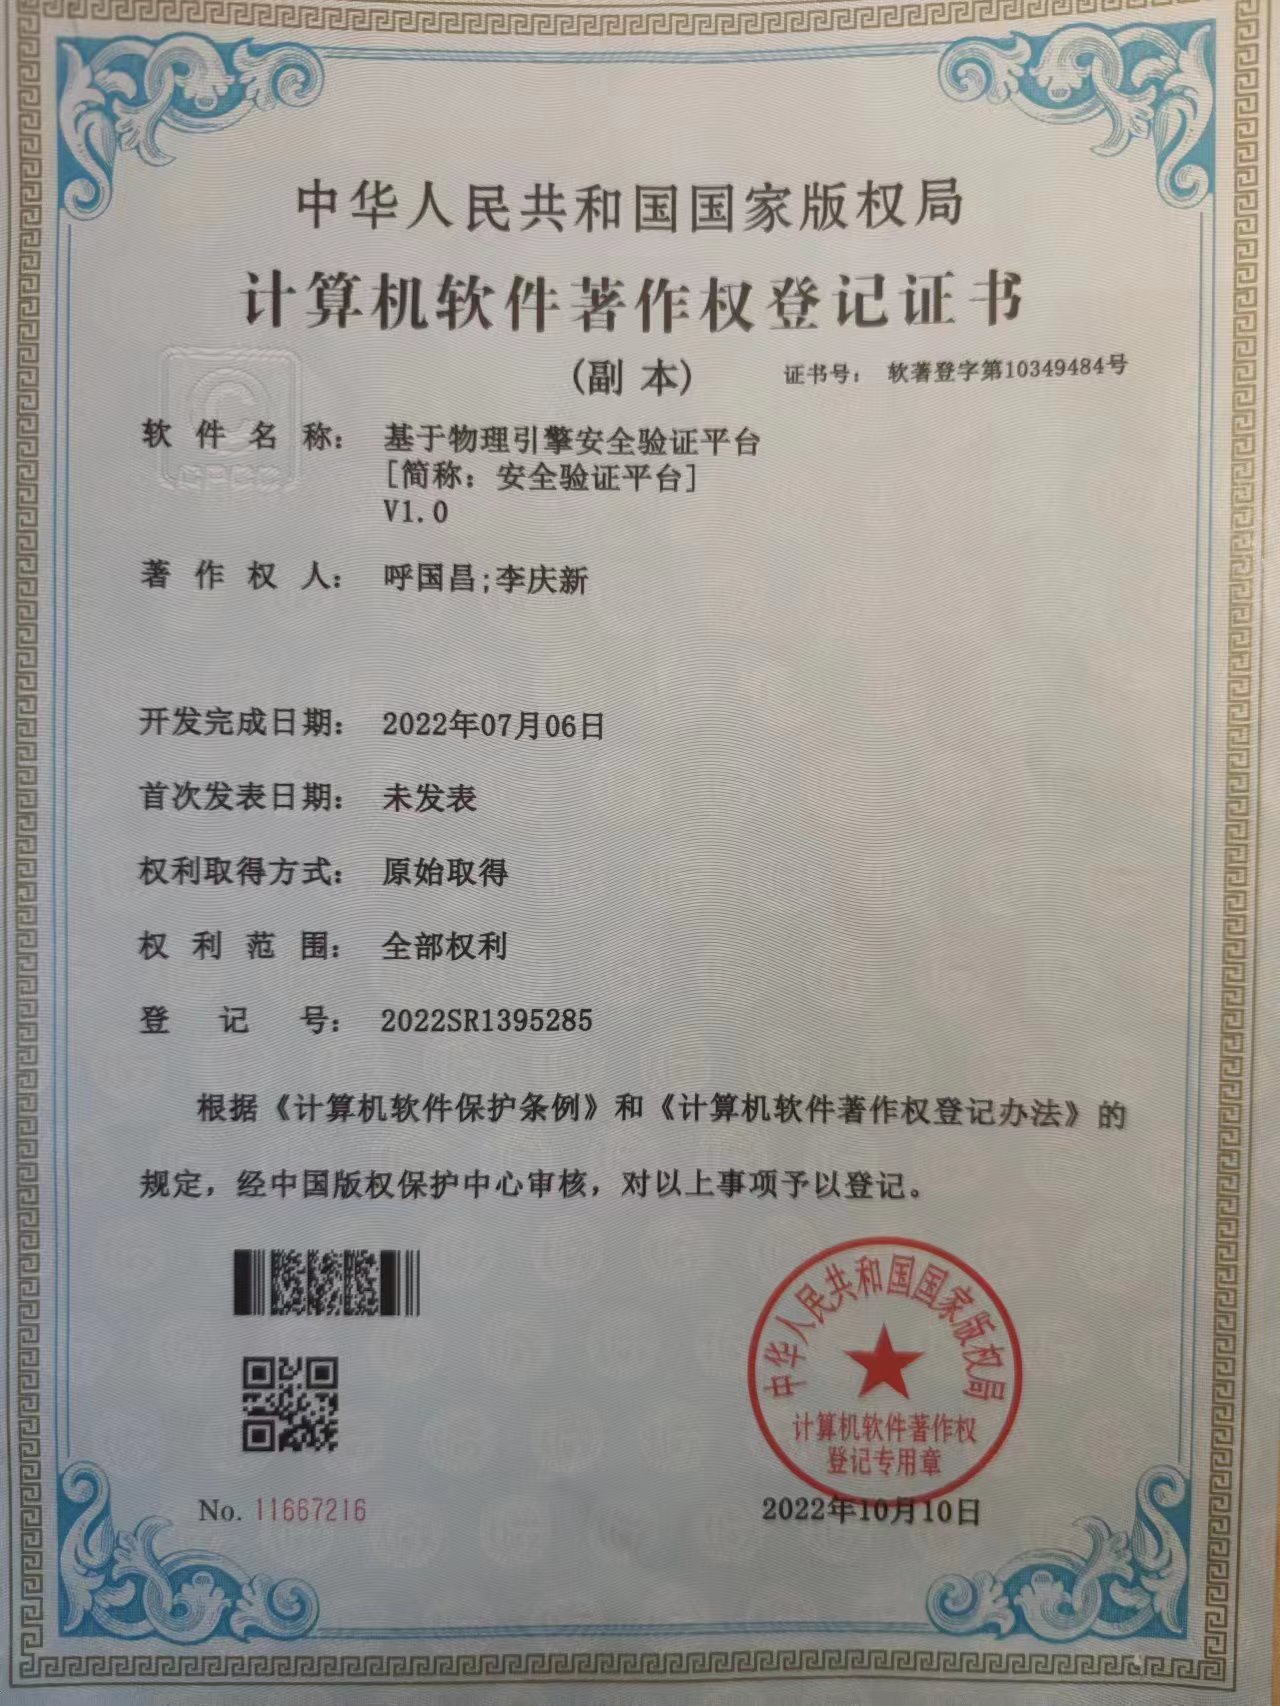 中华人民共和国国家版权局
计算机软件著作权登记证书
(副本)
证书号： 软著登字第10349484号
软件名称： 基于物理引擎安全验证平台
[简称：安全验证平台]
V1.0
著作权人： 呼国昌;李庆新
开发完成日期： 2022年07月06日
首次发表日期： 未发表
权利取得方式： 原始取得
权利范围： 全部权利
登记号： 2022SR1395285
根据《计算机软件保护条例》和《计算机软件著作权登记办法》的
规定，经中国版权保护中心审核，对以上事项予以登记。
中华人民共和国国家版权局
计算机软件著作权
登记专用章
No. 11667216
2022年10月10日